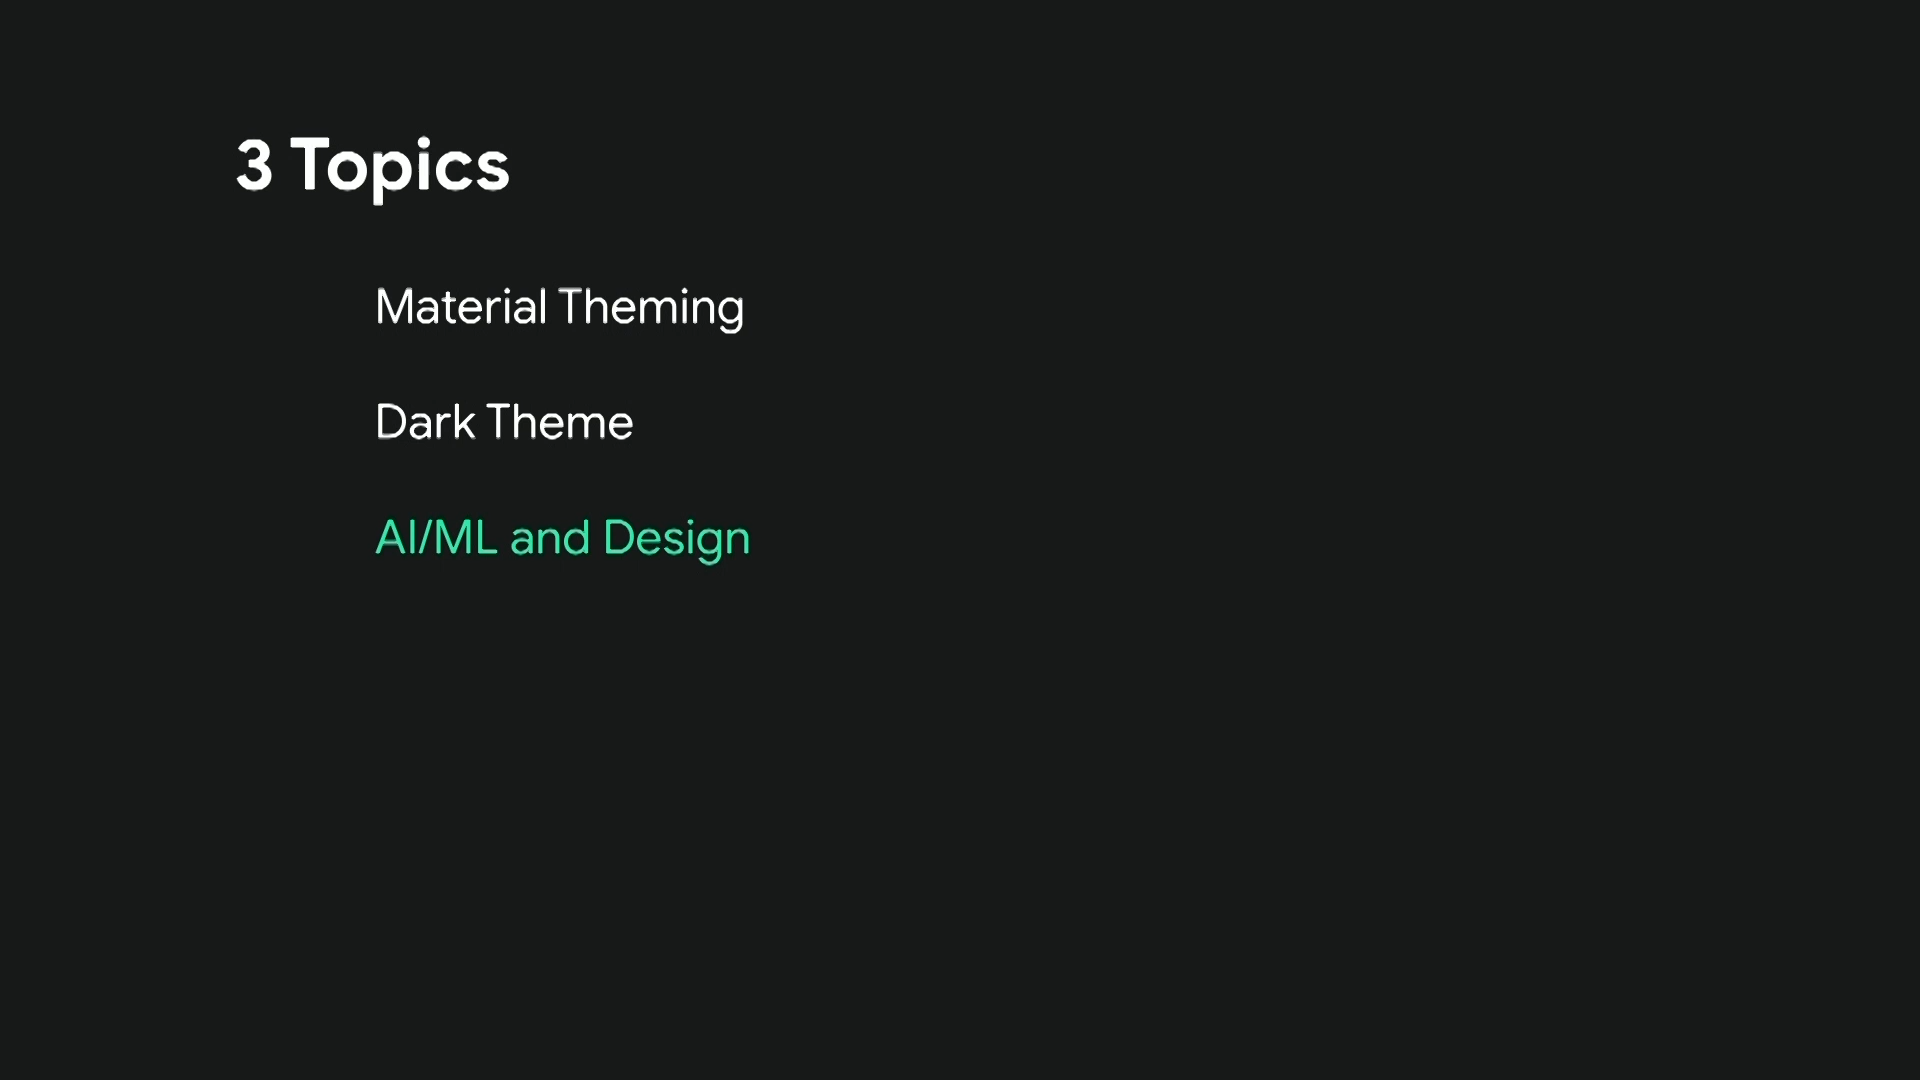 3 Topics
Material Theming
Dark Theme
AI/ML and Design